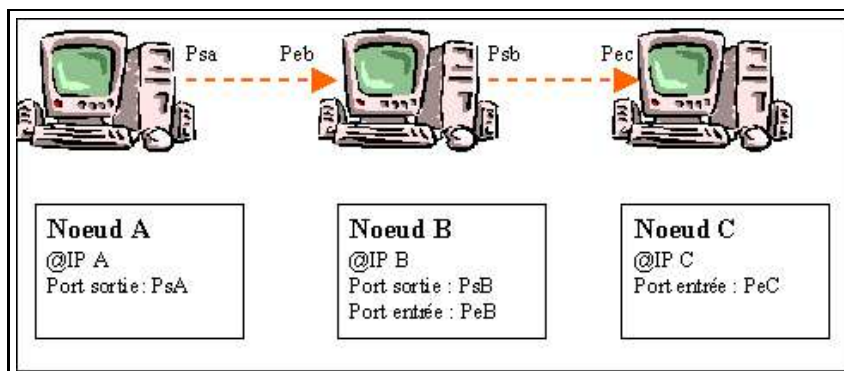 Psa Peb Psb Pec
Noeud A
@IP A
Port sortie: PsA
Noeud B
@IP B
Port sortie : PsB
Port entrée : PeB
Noeud C
@IP C
Port entrée : PeC